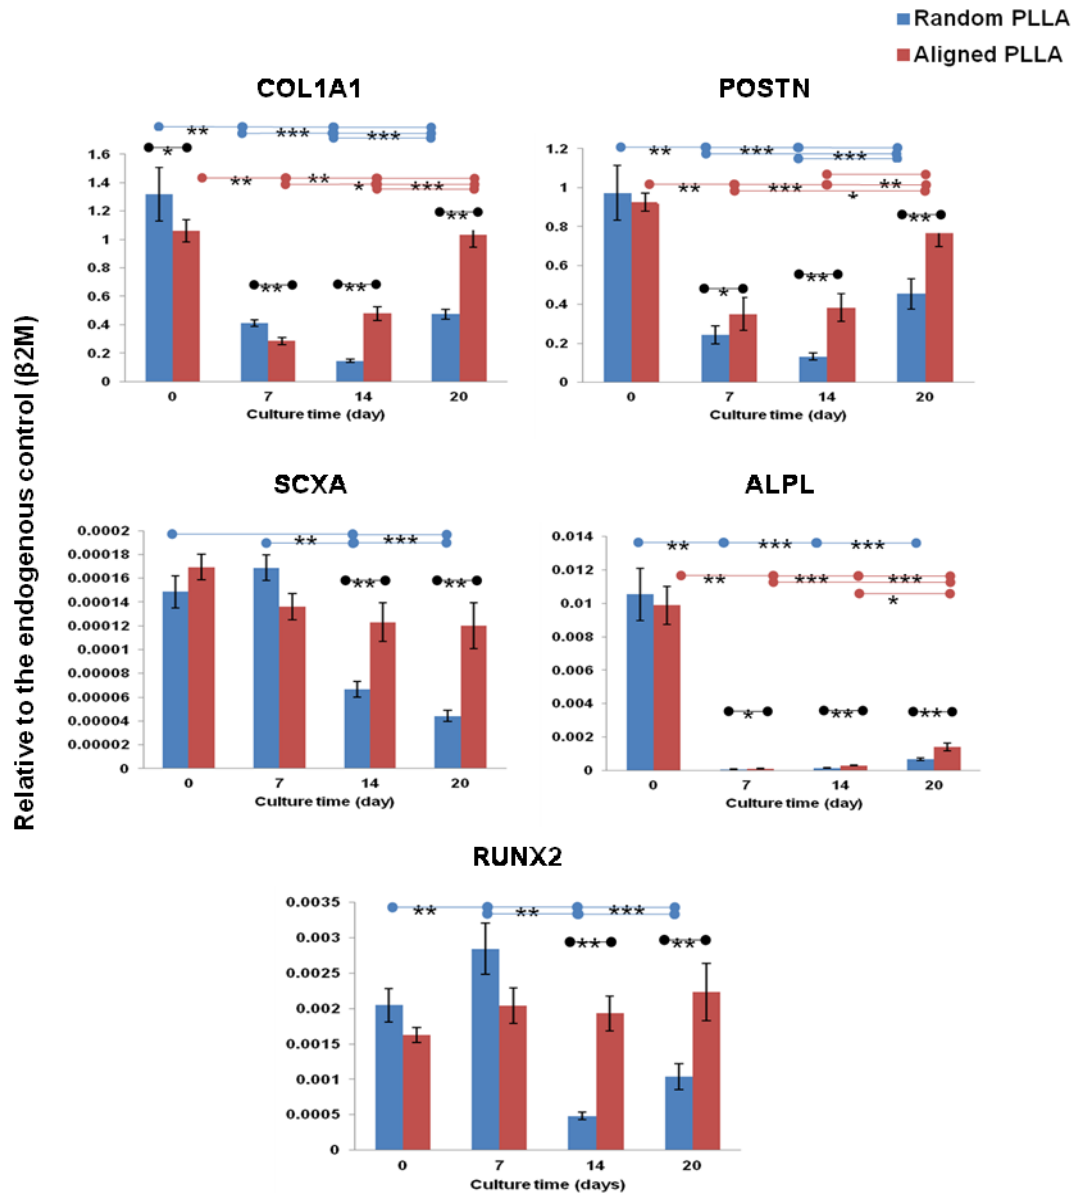 Random PLLA
Aligned PLLA
Relative to the endogenous control (β2M)
COL1A1
** *** ***
*
** ** * ***
**
** **
1.6
1.4
1.2
1
0.8
0.6
0.4
0.2
0
0 7 14 20
Culture time (day)
POSTN
** *** ***
** *** * **
**
* **
1.2
1
0.8
0.6
0.4
0.2
0
0 7 14 20
Culture time (day)
SCXA
** ***
** **
0.0002
0.00018
0.00016
0.00014
0.00012
0.0001
0.00008
0.00006
0.00004
0.00002
0
0 7 14 20
Culture time (day)
ALPL
** *** ***
** *** ***
*
* ** **
0.014
0.012
0.01
0.008
0.006
0.004
0.002
0
0 7 14 20
Culture time (day)
RUNX2
** ** ***
** **
0.0035
0.003
0.0025
0.002
0.0015
0.001
0.0005
0
0 7 14 20
Culture time (days)